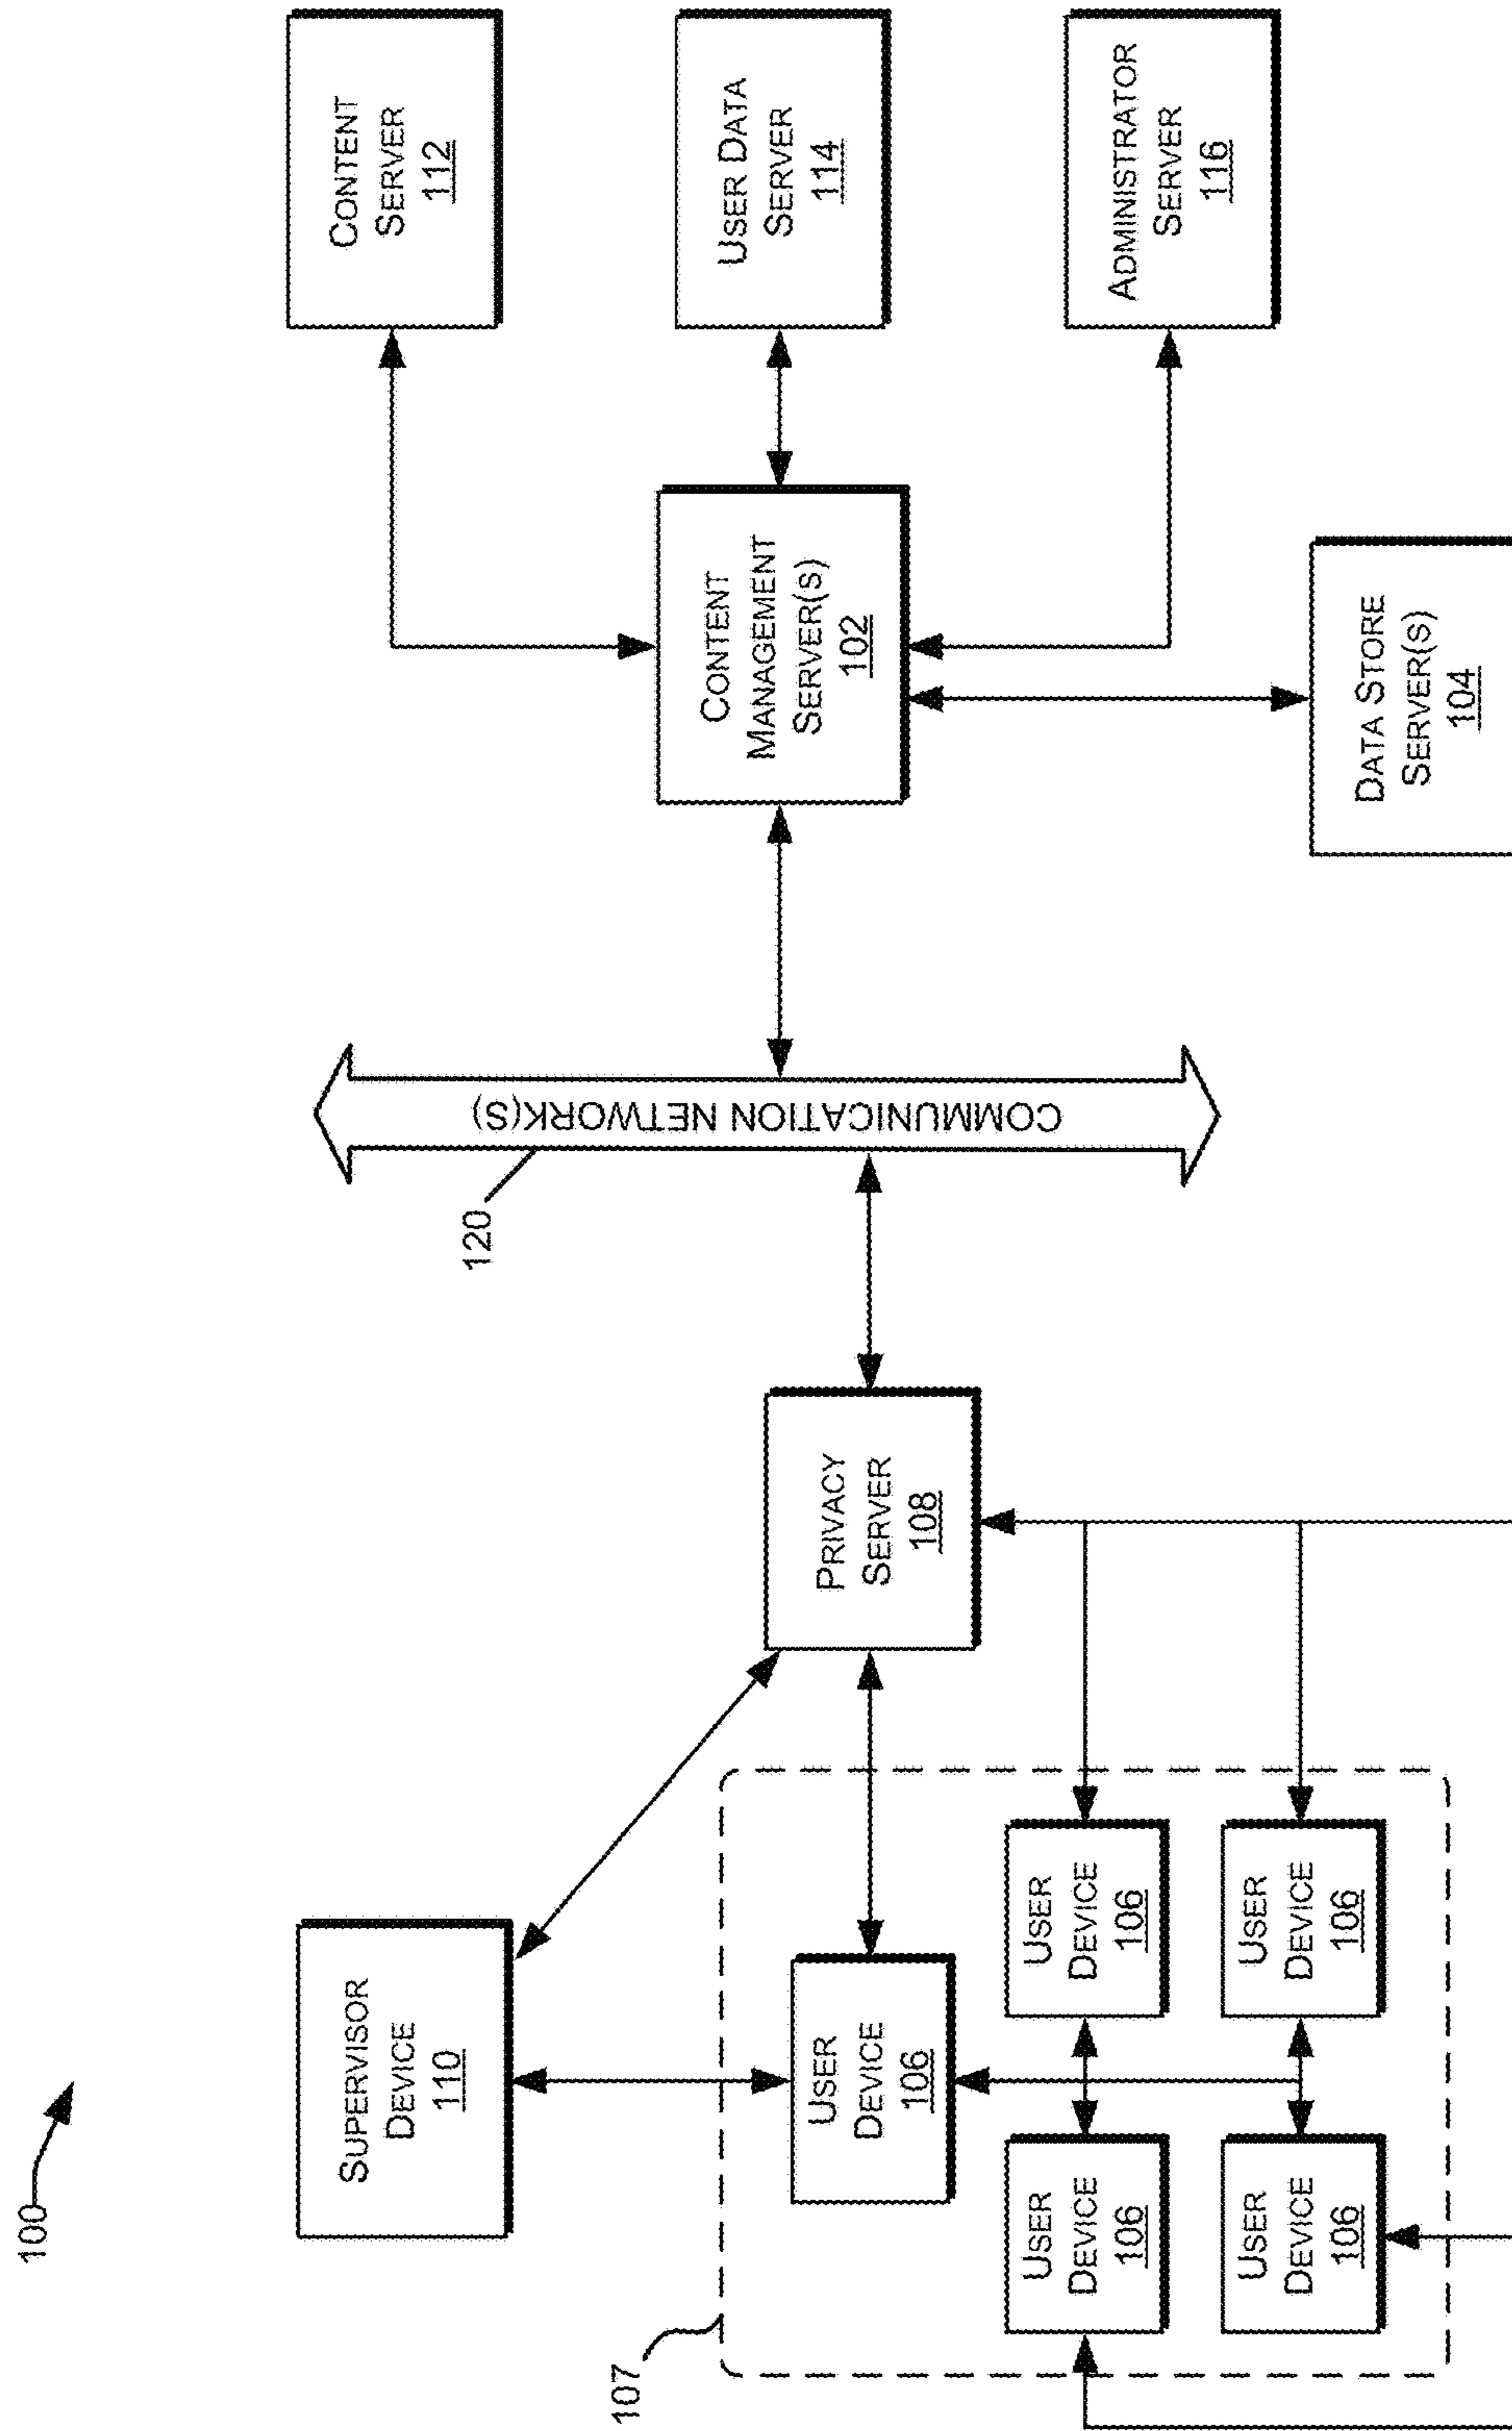 100
SUPERVISOR
DEVICE
110
CONTENT
SERVER
112
120
COMMUNICATION NETWORK(S)
107
USER
DEVICE
106
PRIVACY
SERVER
108
CONTENT
MANAGEMENT
SERVER(S)
102
USER DATA
SERVER
114
USER
DEVICE
106
USER
DEVICE
106
ADMINISTRATOR
SERVER
116
USER
DEVICE
106
USER
DEVICE
106
DATA STORE
SERVER(S)
104